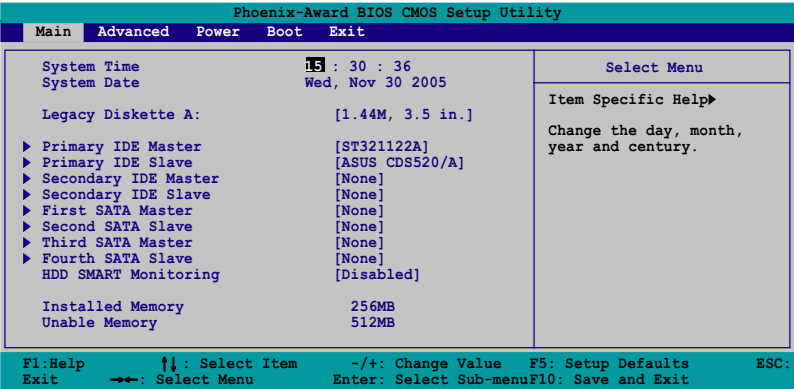 Phoenix-Award BIOS CMOS Setup Utility
Main Advanced Power Boot Exit
System Time 15 : 30 : 36
System Date Wed, Nov 30 2005
Legacy Diskette A: [1.44M, 3.5 in.]
Primary IDE Master [ST321122A]
Primary IDE Slave [ASUS CDS520/A]
Secondary IDE Master [None]
Secondary IDE Slave [None]
First SATA Master [None]
Second SATA Slave [None]
Third SATA Master [None]
Fourth SATA Slave [None]
HDD SMART Monitoring [Disabled]
Installed Memory 256MB
Unable Memory 512MB
Select Menu
Item Specific Help
Change the day, month,
year and century.
F1:Help : Select Item -/+: Change Value F5: Setup Defaults ESC:
Exit : Select Menu Enter: Select Sub-menu F10: Save and Exit